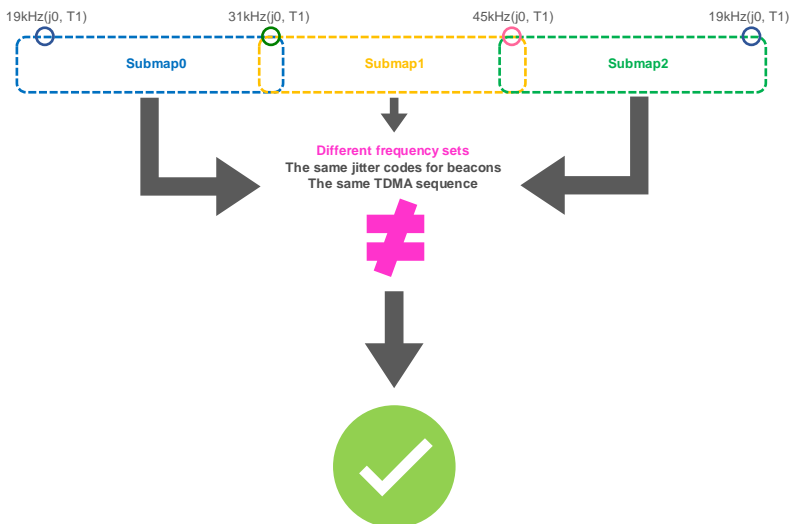 19kHz(j0, T1)
31kHz(j0, T1)
45kHz(j0, T1)
19kHz(j0, T1)
Submap0
Submap1
Submap2
Different frequency sets
The same jitter codes for beacons
The same TDMA sequence
≠